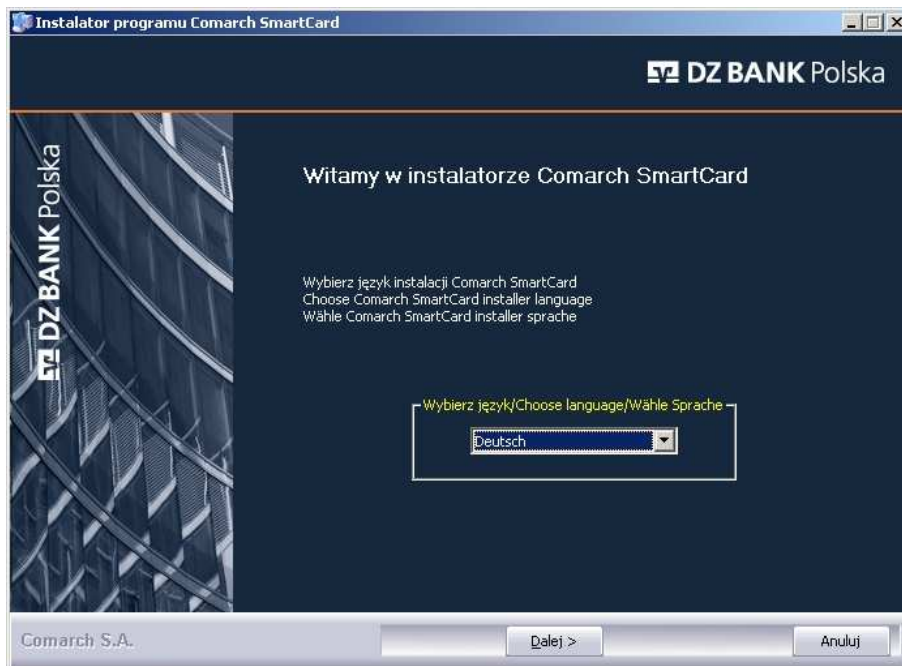 Instalator programu Comarch SmartCard
DZ BANK Polska
DZ BANK Polska
Witamy w instalatorze Comarch SmartCard
Wybierz język instalacji Comarch SmartCard
Choose Comarch SmartCard installer language
Wähle Comarch SmartCard installer sprache
Wybierz język/Choose language/Wähle Sprache
Deutsch
Comarch S.A.
Dalej >
Anuluj